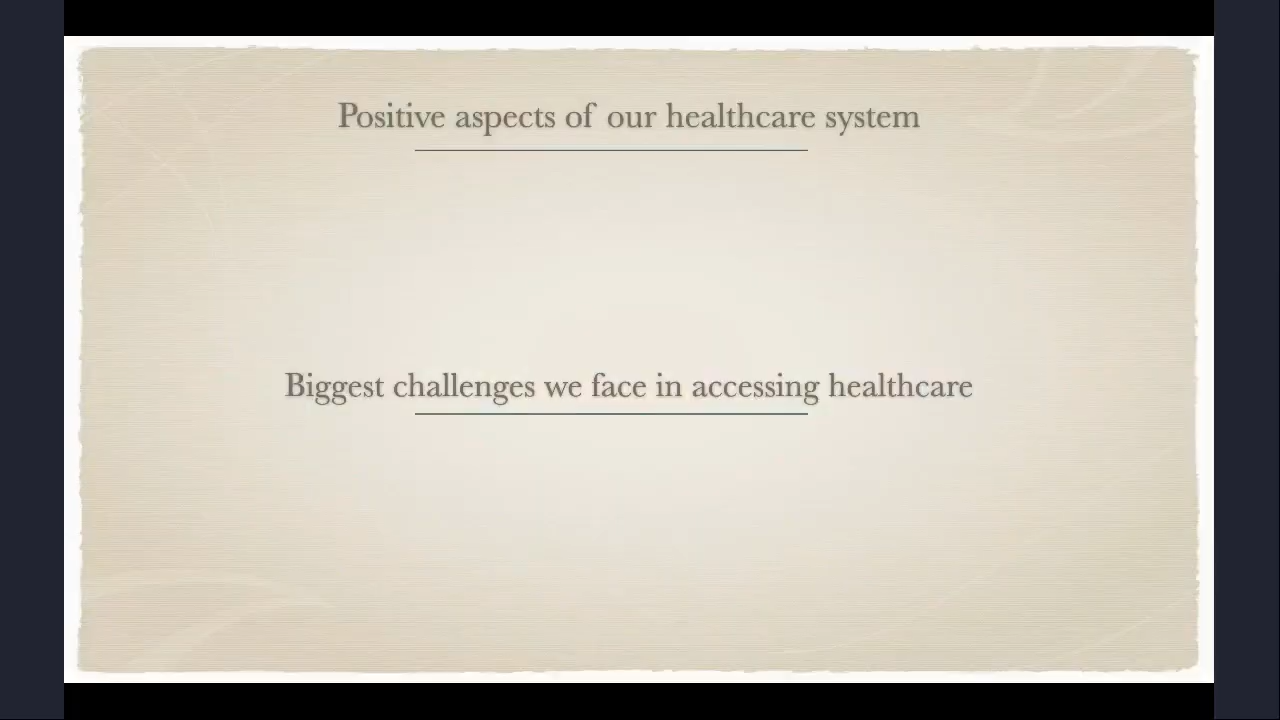 Positive aspects of our healthcare system
Biggest challenges we face in accessing healthcare